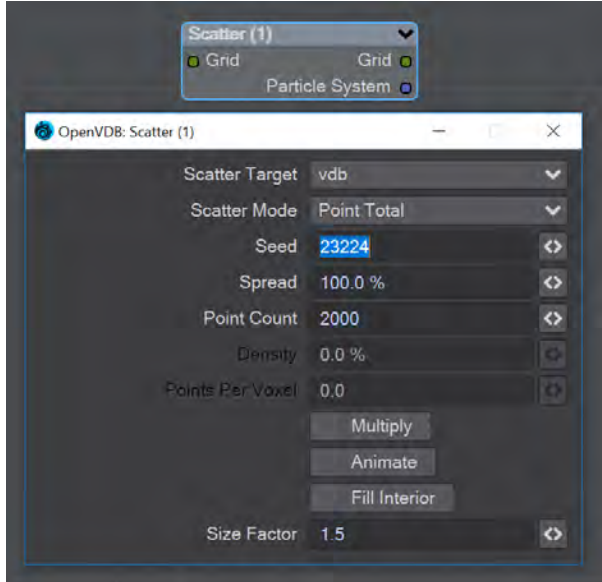 Scatter (1)
Grid Grid
Particle System
OpenVDB: Scatter (1)
Scatter Target vdb
Scatter Mode Point Total
Seed 23224
Spread 100.0 %
Point Count 2000
Density 0.0 %
Points Per Voxel 0.0
Multiply
Animate
Fill Interior
Size Factor 1.5